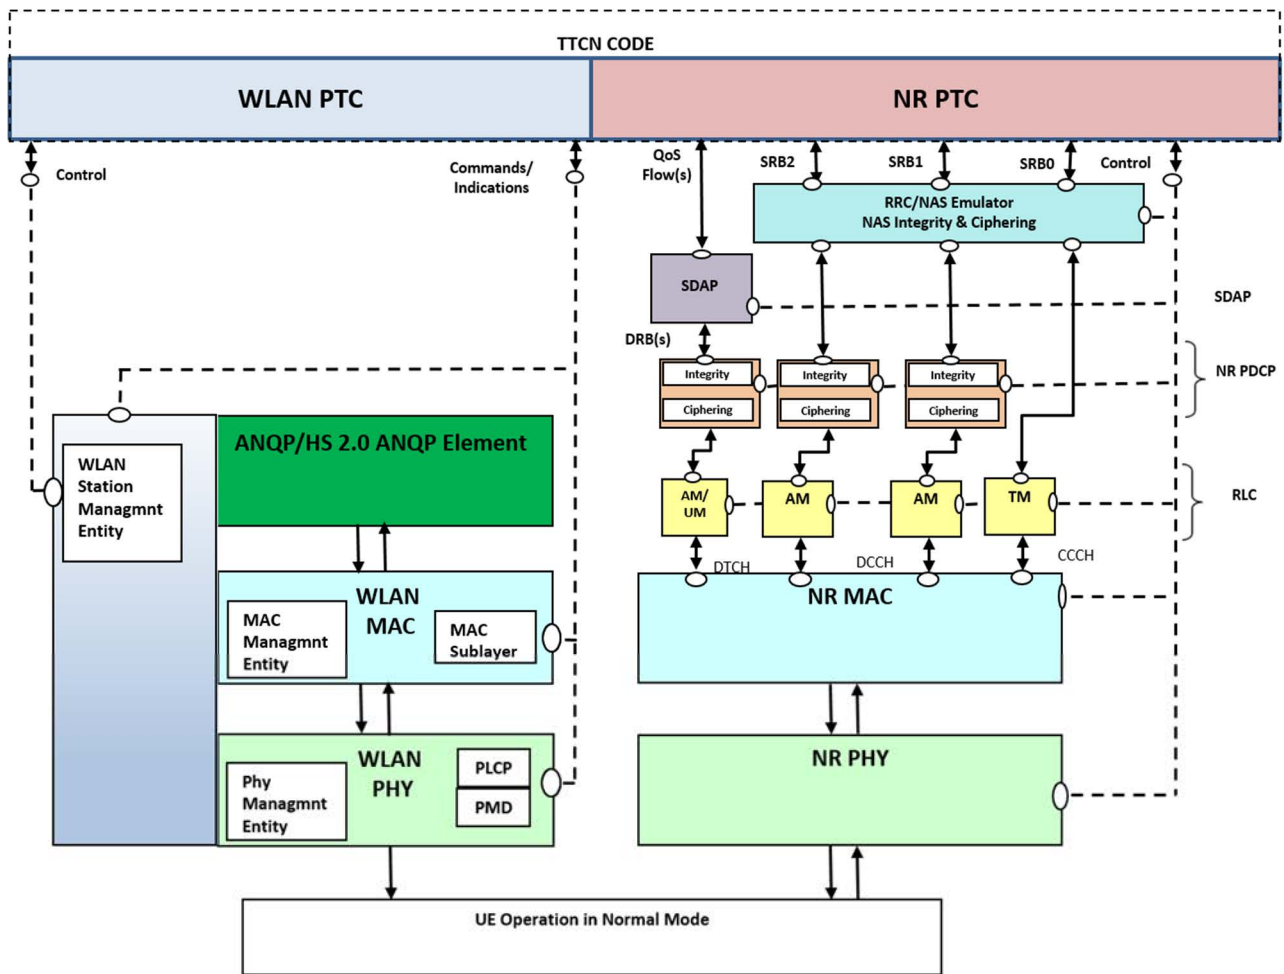 TTCN CODE
WLAN PTC
NR PTC
Control
Commands/
Indications
QoS
Flow(s)
SRB2
SRB1
SRB0
Control
RRC/NAS Emulator
NAS Integrity & Ciphering
SDAP
SDAP
DRB(s)
Integrity
Ciphering
Integrity
Ciphering
Integrity
Ciphering
NR PDCP
AM/
UM
AM
AM
TM
RLC
DTCH
DCCH
CCCH
WLAN
Station
Managmnt
Entity
ANQP/HS 2.0 ANQP Element
WLAN
MAC
MAC
Managmnt
Entity
MAC
Sublayer
NR MAC
WLAN
PHY
Phy
Managmnt
Entity
PLCP
PMD
NR PHY
UE Operation in Normal Mode